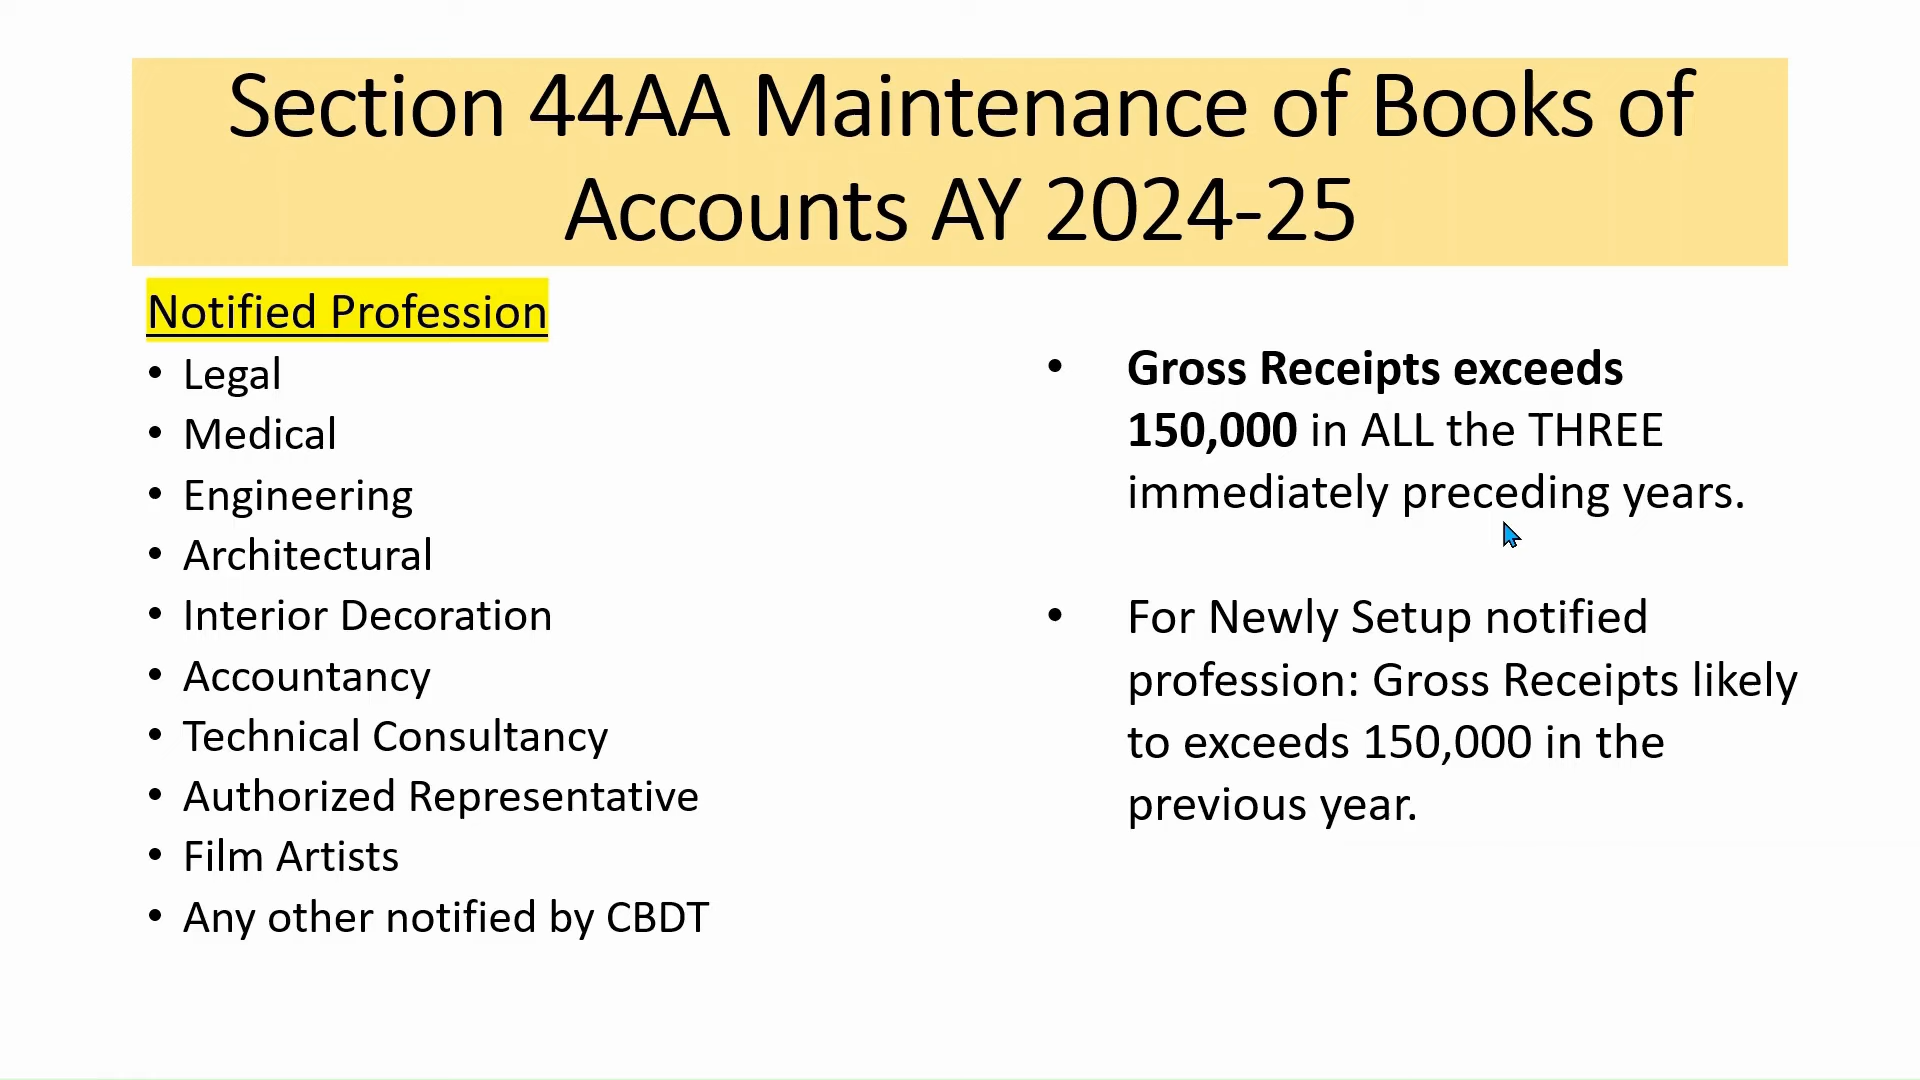 Section 44AA Maintenance of Books of
Accounts AY 2024-25
Notified Profession
• Legal
• Medical
• Engineering
• Architectural
• Interior Decoration
• Accountancy
• Technical Consultancy
• Authorized Representative
• Film Artists
• Any other notified by CBDT
• Gross Receipts exceeds
150,000 in ALL the THREE
immediately preceding years.
• For Newly Setup notified
profession: Gross Receipts likely
to exceeds 150,000 in the
previous year.